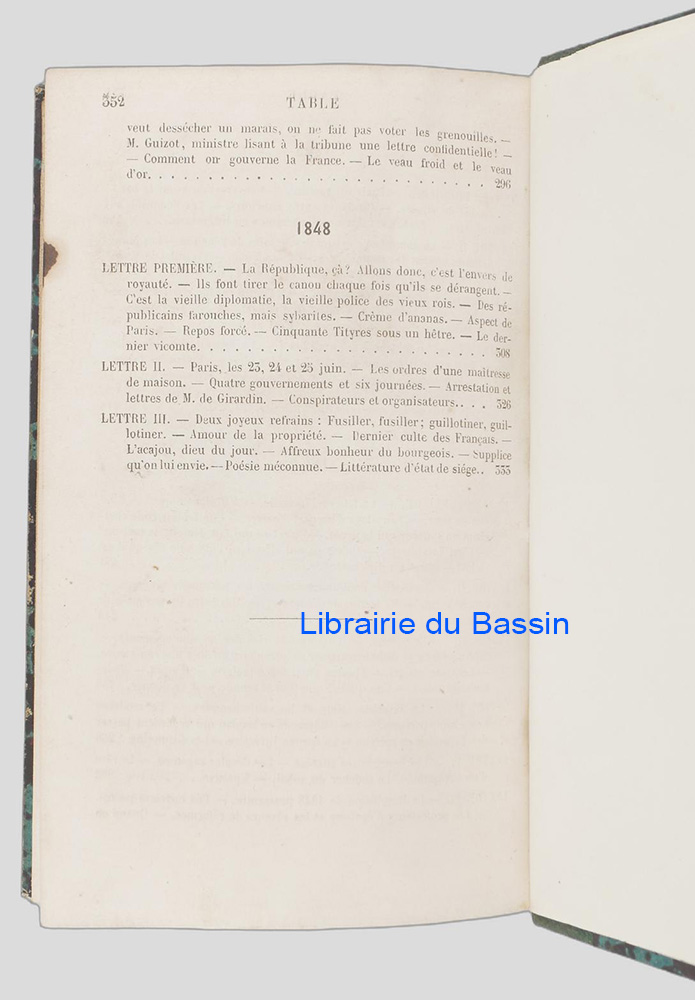 352 TABLE
veut dessécher un marais, on ne fait pas voter les grenouilles. —
M. Guizot, ministre lisant à la tribune une lettre confidentielle! —
— Comment on gouverne la France. — Le veau froid et le veau
d'or. . . . . . . . . . . . . . . . . . . . . . . . . . . . 296
1848
LETTRE PREMIÈRE. — La République, çà? Allons donc, c'est l'envers de
royauté. — Ils font tirer le canon chaque fois qu'ils se dérangent. —
C'est la vieille diplomatie, la vieille police des vieux rois. — Des ré-
publicains farouches, mais sybarites. — Crême d'ananas. — Aspect de
Paris. — Repos forcé. — Cinquante Tityres sous un hêtre. — Le der-
nier vicomte. . . . . . . . . . . . . . . . . . . . . . . . 308
LETTRE II. — Paris, les 23, 24 et 25 juin. — Les ordres d'une maîtresse
de maison. — Quatre gouvernements et six journées. — Arrestation et
lettres de M. de Girardin. — Conspirateurs et organisateurs.. . . 326
LETTRE III. — Deux joyeux refrains : Fusiller, fusiller; guillotiner, guil-
lotiner. — Amour de la propriété. — Dernier culte des Français. —
L'acajou, dieu du jour. — Affreux bonheur du bourgeois. — Supplice
qu'on lui envie. — Poésie méconnue. — Littérature d'état de siége.. 335
Librairie du Bassin